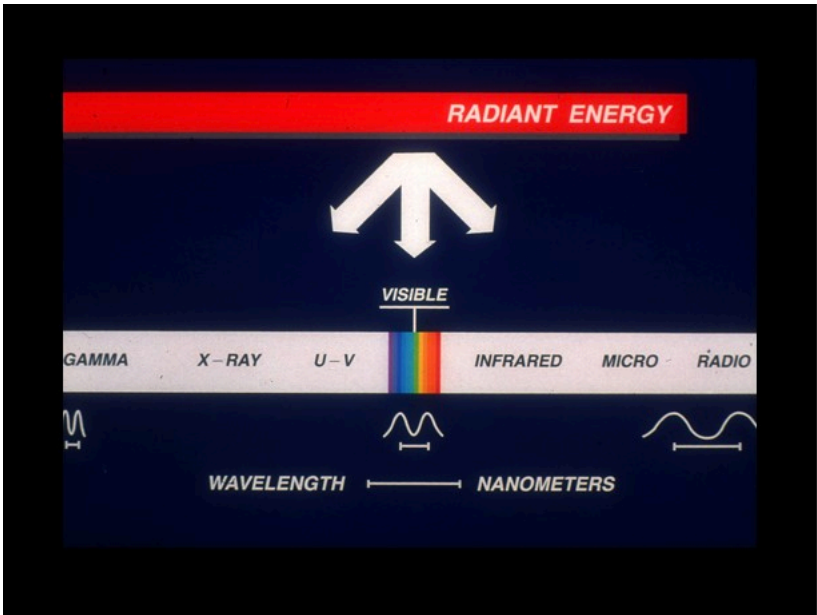 RADIANT ENERGY
VISIBLE
GAMMA X–RAY U–V INFRARED MICRO RADIO
WAVELENGTH NANOMETERS